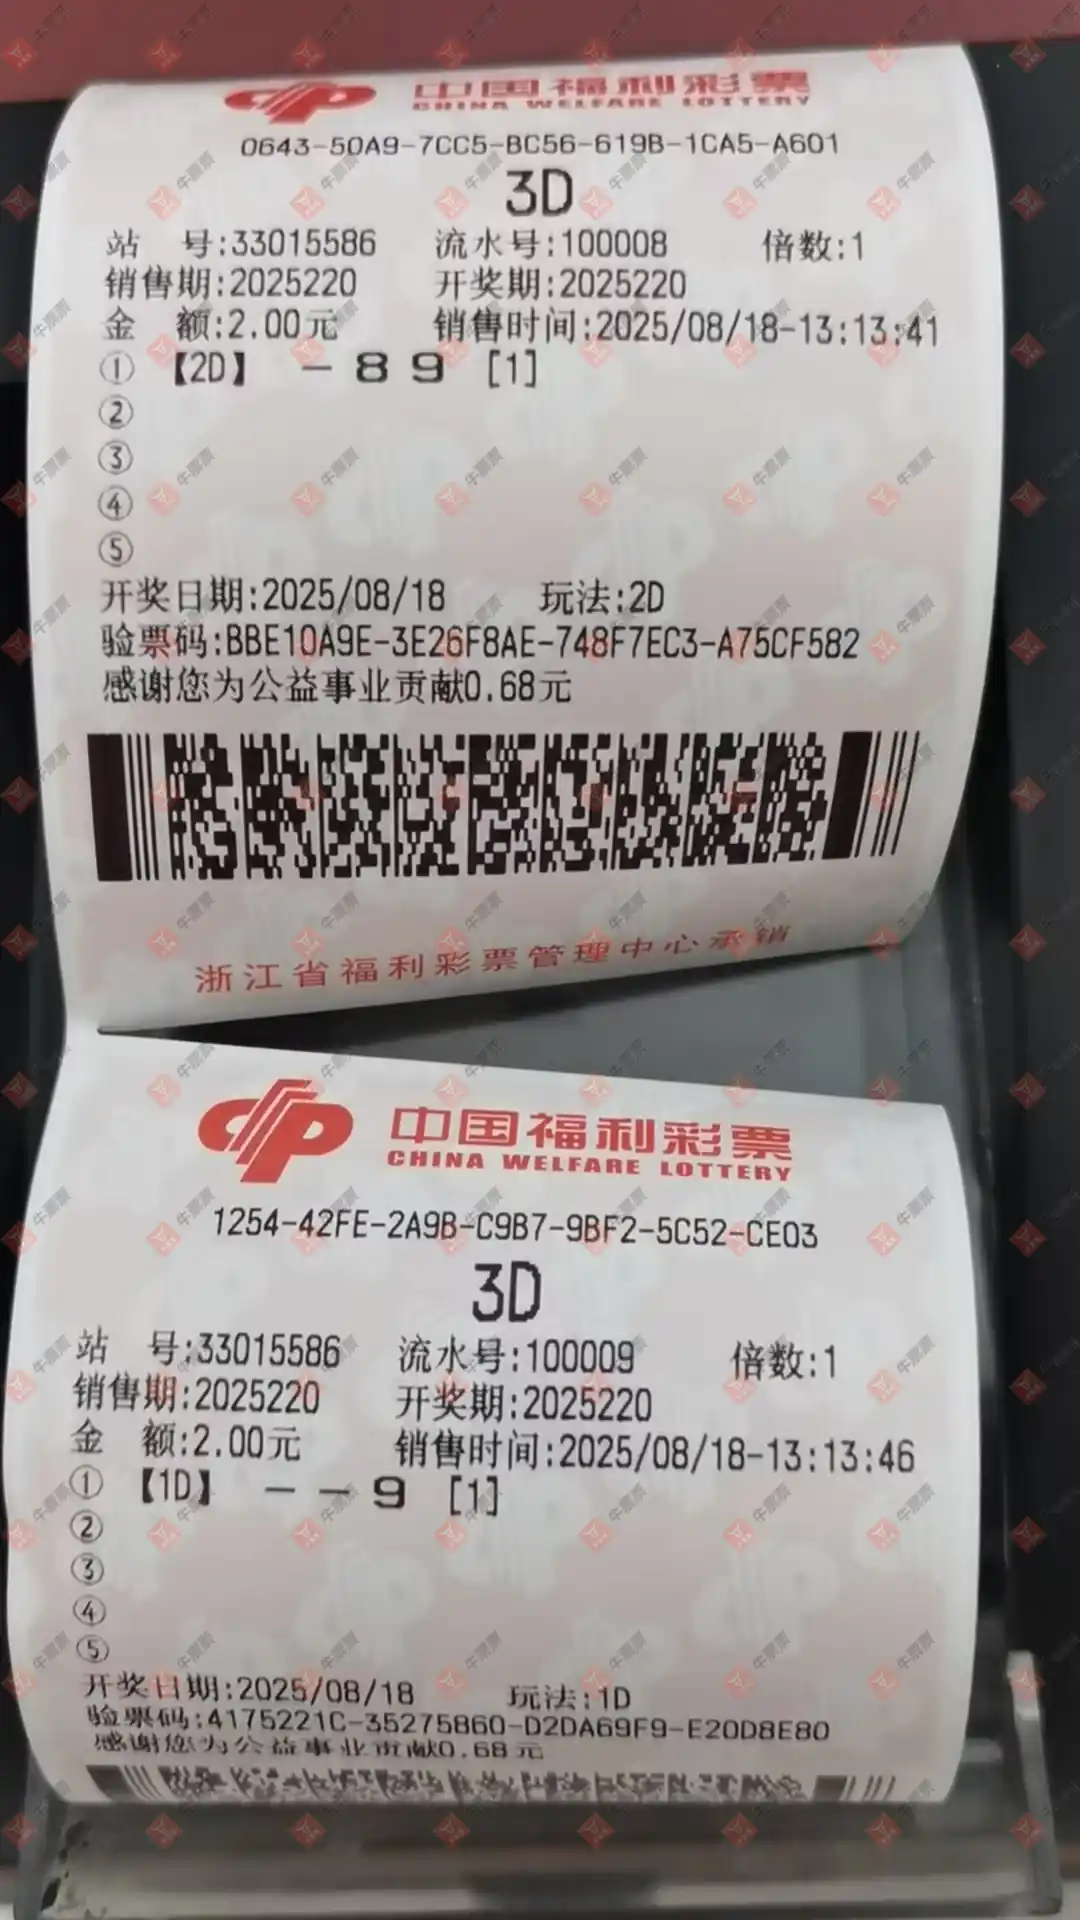 中国福利彩票
CHINA WELFARE LOTTERY
0643-50A9-7CC5-BC56-619B-1CA5-A601
3D
站 号:33015586 流水号:100008 倍数:1
销售期:2025220 开奖期:2025220
金 额:2.00元 销售时间:2025/08/18-13:13:41
① 【2D】 - 8 9 [1]
②
③
④
⑤
开奖日期:2025/08/18 玩法:2D
验票码:BBE10A9E-3E26F8AE-748F7EC3-A75CF582
感谢您为公益事业贡献0.68元
浙江省福利彩票管理中心承销
中国福利彩票
CHINA WELFARE LOTTERY
1254-42FE-2A9B-C9B7-9BF2-5C52-CE03
3D
站 号:33015586 流水号:100009 倍数:1
销售期:2025220 开奖期:2025220
金 额:2.00元 销售时间:2025/08/18-13:13:46
① 【1D】 - - 9 [1]
②
③
④
⑤
开奖日期:2025/08/18 玩法:1D
验票码:4175221C-35275860-D2DA69F9-E20D8E80
感谢您为公益事业贡献0.68元
牛票票